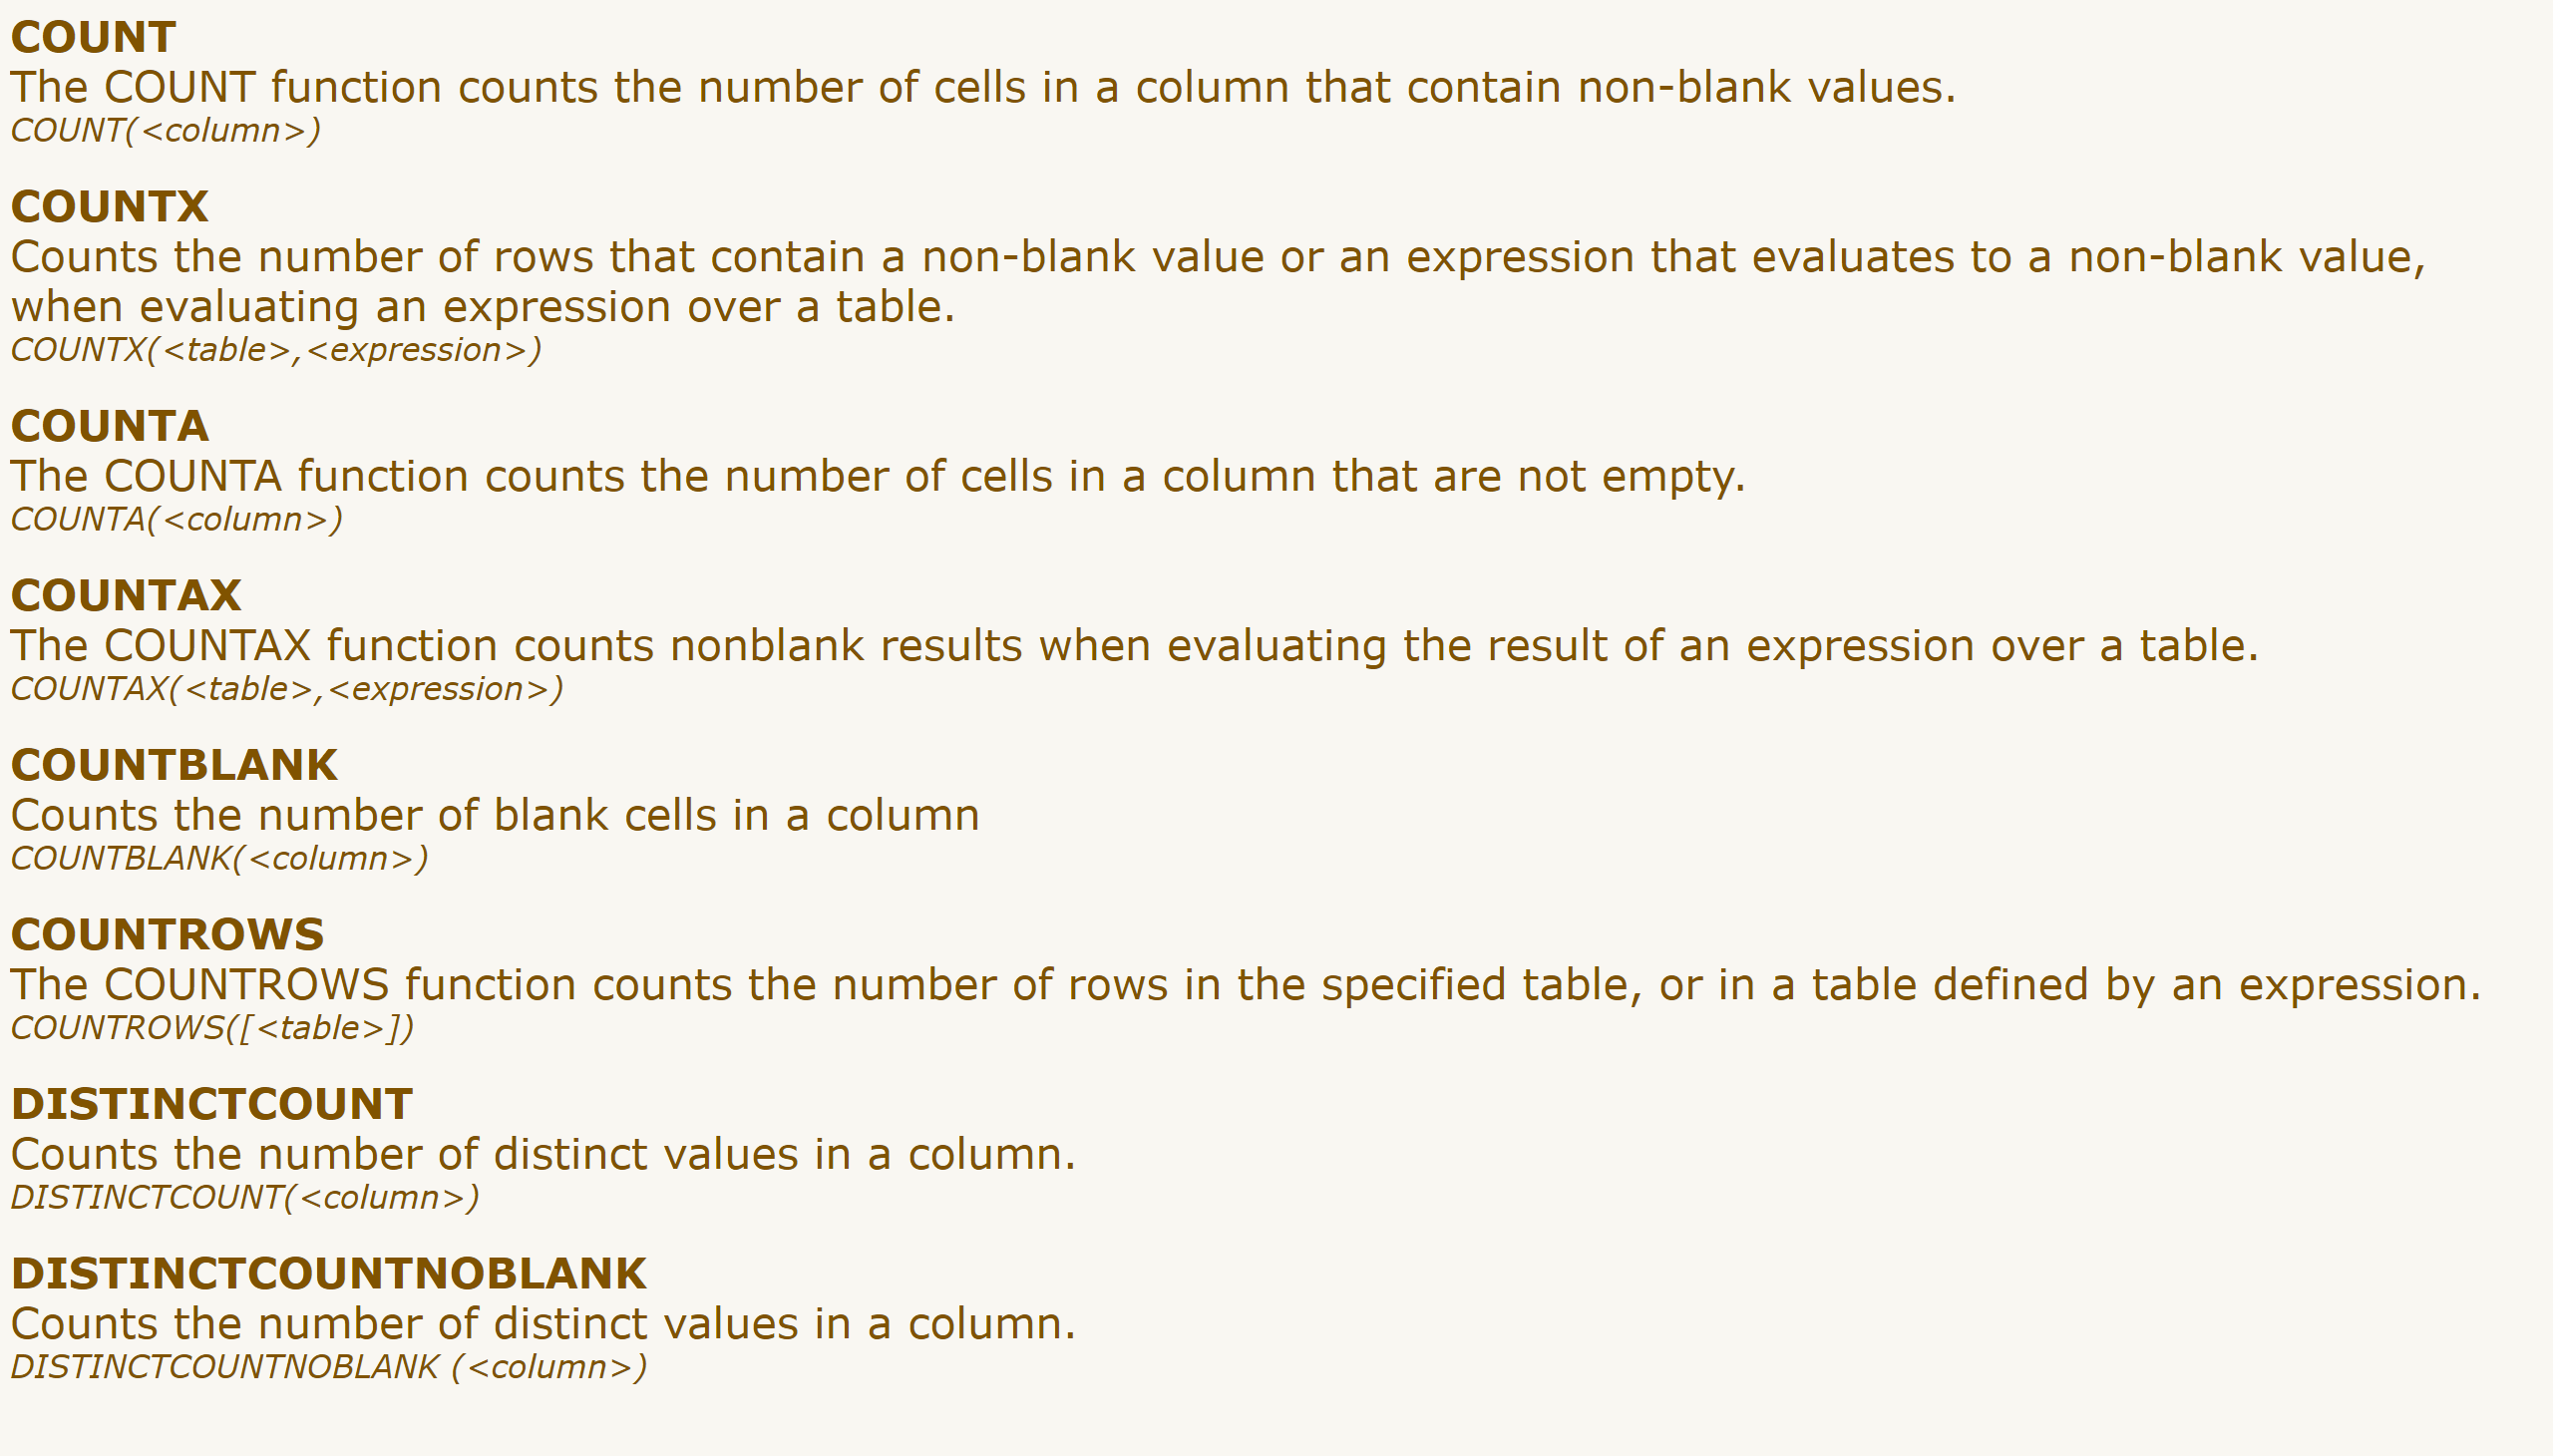 COUNT
The COUNT function counts the number of cells in a column that contain non-blank values.
COUNT(<column>)
COUNTX
Counts the number of rows that contain a non-blank value or an expression that evaluates to a non-blank value,
when evaluating an expression over a table.
COUNTX(<table>,<expression>)
COUNTA
The COUNTA function counts the number of cells in a column that are not empty.
COUNTA(<column>)
COUNTAX
The COUNTAX function counts nonblank results when evaluating the result of an expression over a table.
COUNTAX(<table>,<expression>)
COUNTBLANK
Counts the number of blank cells in a column
COUNTBLANK(<column>)
COUNTROWS
The COUNTROWS function counts the number of rows in the specified table, or in a table defined by an expression.
COUNTROWS([<table>])
DISTINCTCOUNT
Counts the number of distinct values in a column.
DISTINCTCOUNT(<column>)
DISTINCTCOUNTNOBLANK
Counts the number of distinct values in a column.
DISTINCTCOUNTNOBLANK (<column>)